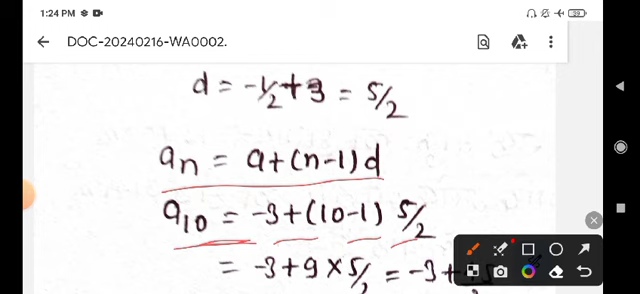 1:24 PM 59
DOC-20240216-WA0002.
d = -1/2 + 3 = 5/2
an = a + (n-1) d
a10 = -3 + (10-1) 5/2
= -3 + 9 × 5/2 = -3 +